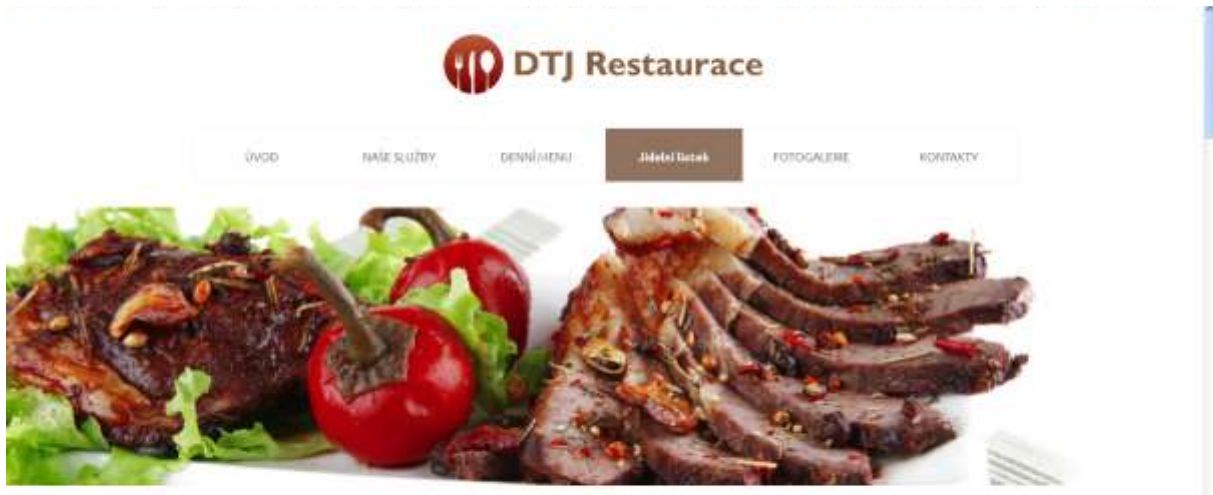 DTJ Restaurace
ÚVOD NAŠE SLUŽBY DENNÍ MENU Jídelní lístek FOTOGALERIE KONTAKTY